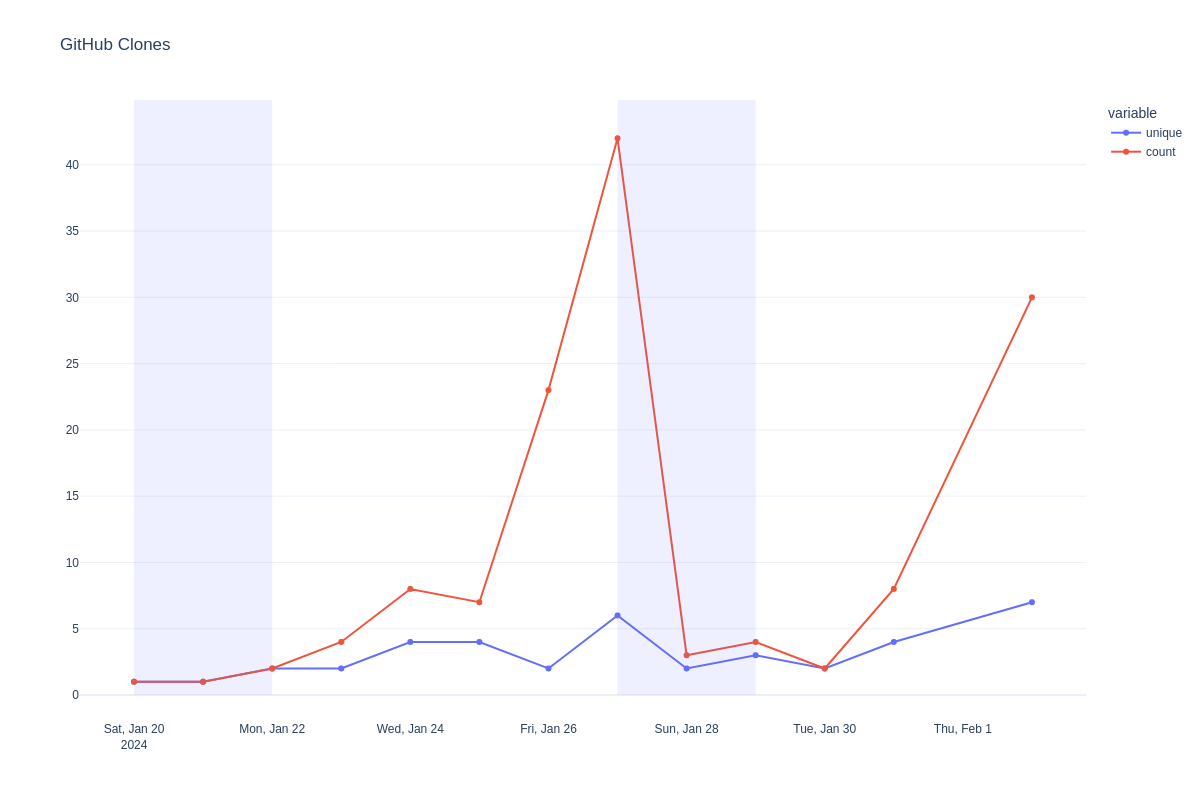 GitHub Clones
variable
unique
count
40
35
30
25
20
15
10
5
0
Sat, Jan 20
2024
Mon, Jan 22
Wed, Jan 24
Fri, Jan 26
Sun, Jan 28
Tue, Jan 30
Thu, Feb 1